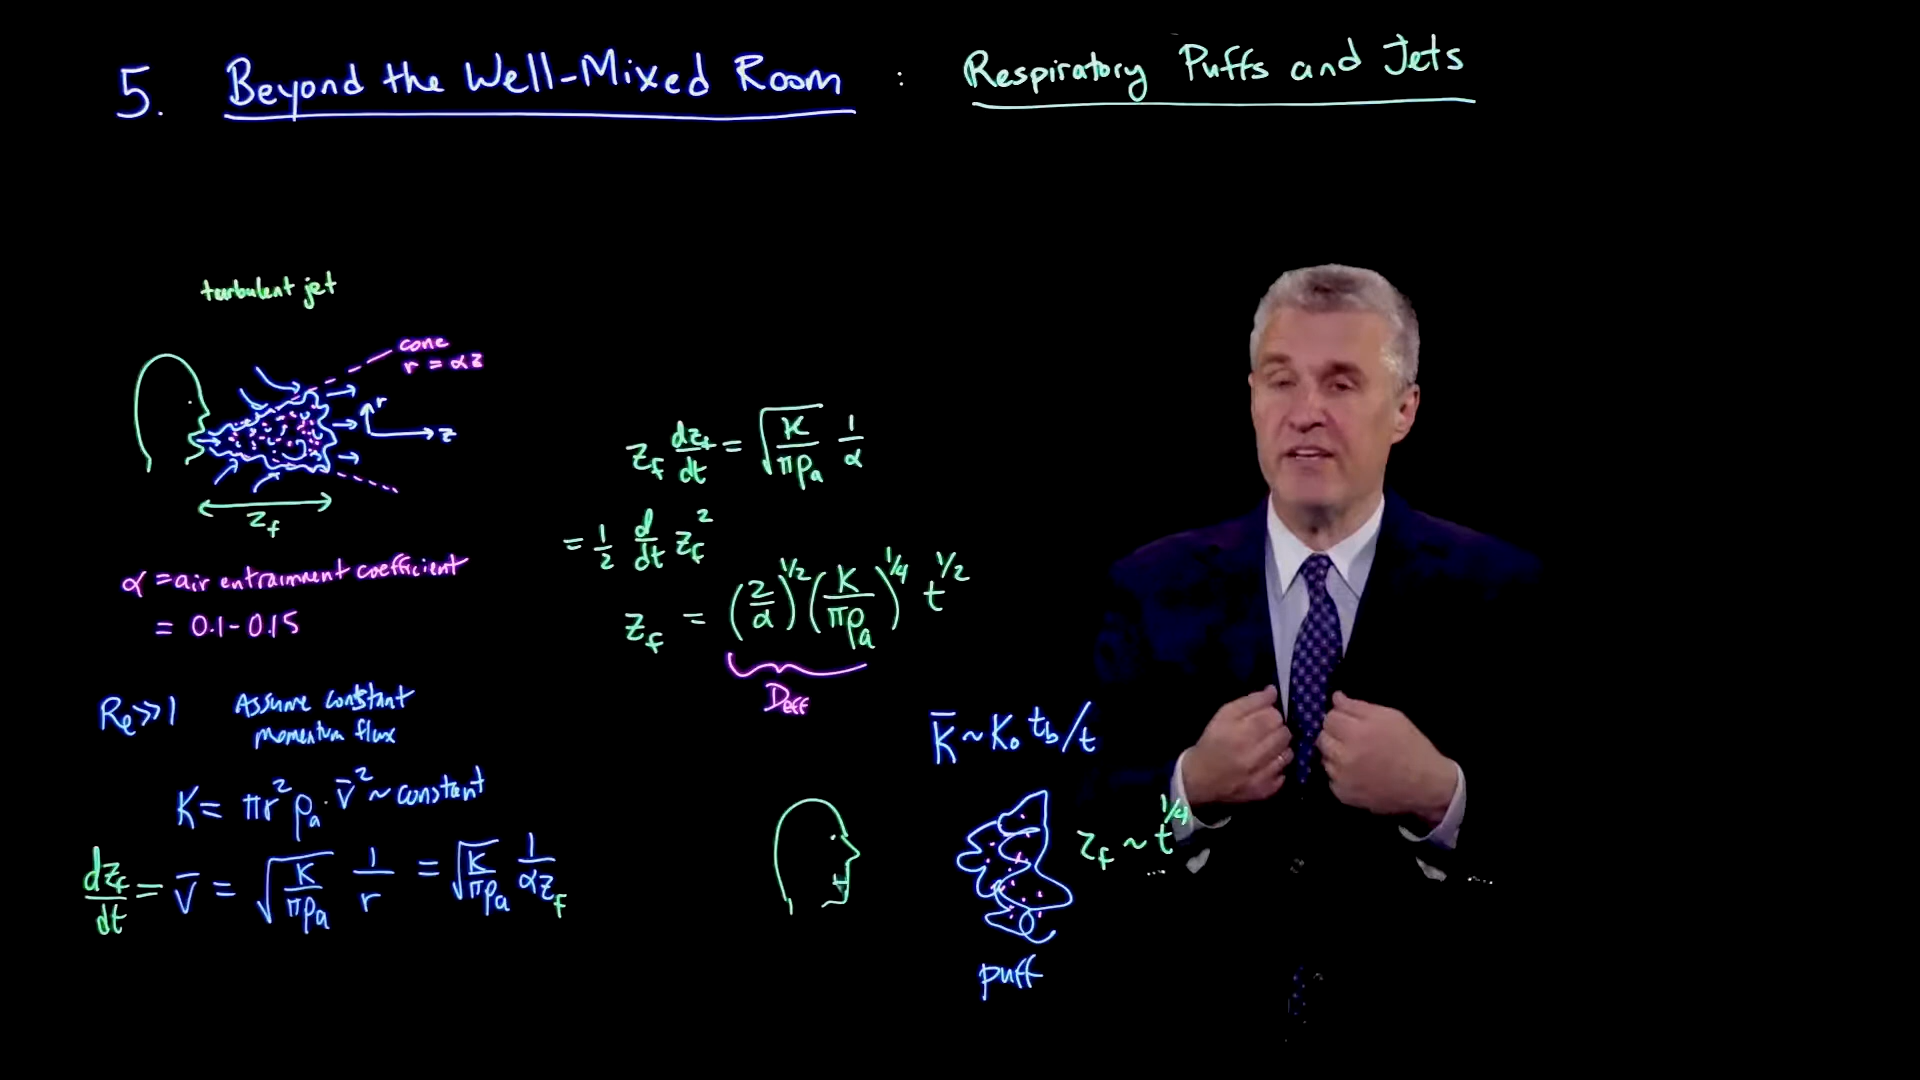 5. Beyond the Well-Mixed Room : Respiratory Puffs and Jets
turbulent jet
cone
r = αz
r
z
z_f
α = air entrainment coefficient
= 0.1-0.15
Re≫1 Assume constant
momentum flux
K = πr² ρ_a · v̄² ~ constant
dz_f/dt = v̄ = √(K/πρ_a) 1/r = √(K/πρ_a) 1/αz_f
z_f dz_f/dt = √(K/πρ_a) 1/α
= 1/2 d/dt z_f²
z_f = (2/α)^1/2 (K/πρ_a)^1/4 t^1/2
D_eff
K̄ ~ K₀ t_b/t
z_f ~ t^1/4
puff